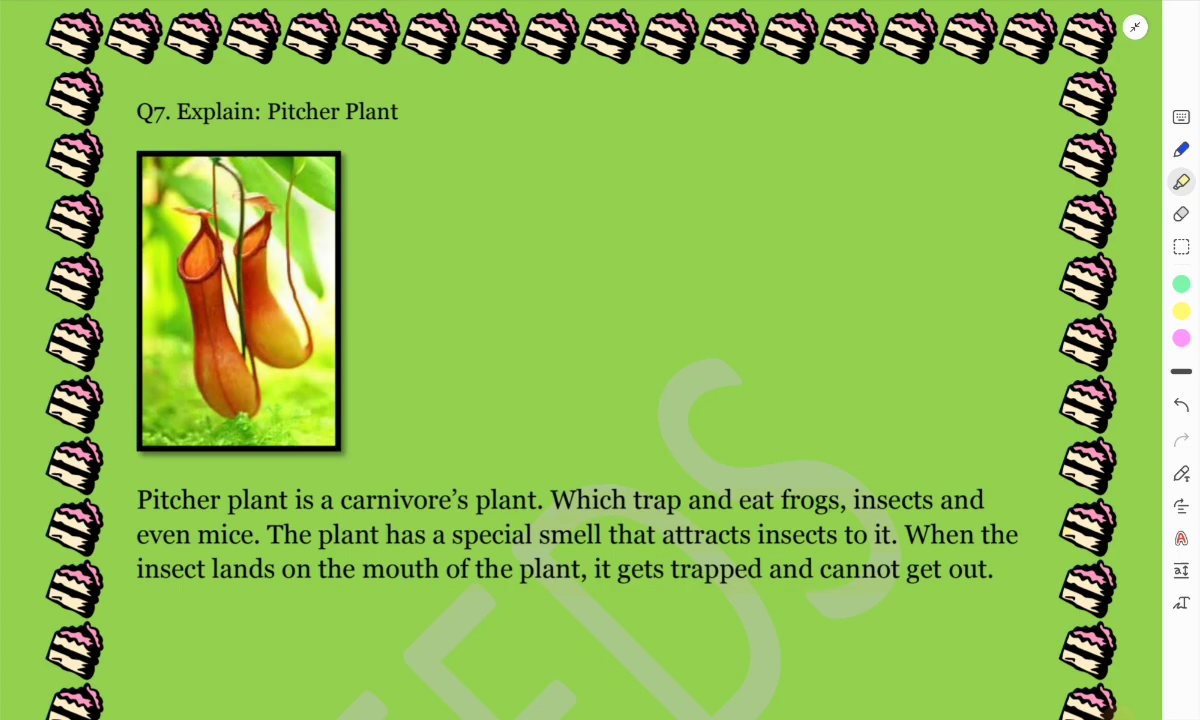 Q7. Explain: Pitcher Plant
Pitcher plant is a carnivore’s plant. Which trap and eat frogs, insects and
even mice. The plant has a special smell that attracts insects to it. When the
insect lands on the mouth of the plant, it gets trapped and cannot get out.